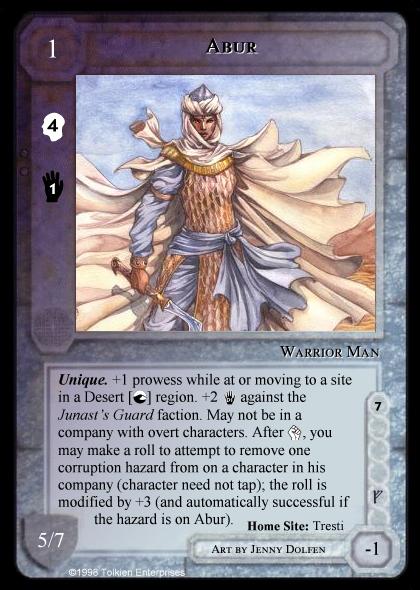 1
ABUR
4
1
WARRIOR MAN
Unique. +1 prowess while at or moving to a site
in a Desert [] region. +2 DI against the
Junast's Guard faction. May not be in a
company with overt characters. After , you
may make a roll to attempt to remove one
corruption hazard from on a character in his
company (character need not tap); the roll is
modified by +3 (and automatically successful if
the hazard is on Abur).
7
Home Site: Tresti
5/7
ART BY JENNY DOLFEN
-1
©1998 Tolkien Enterprises